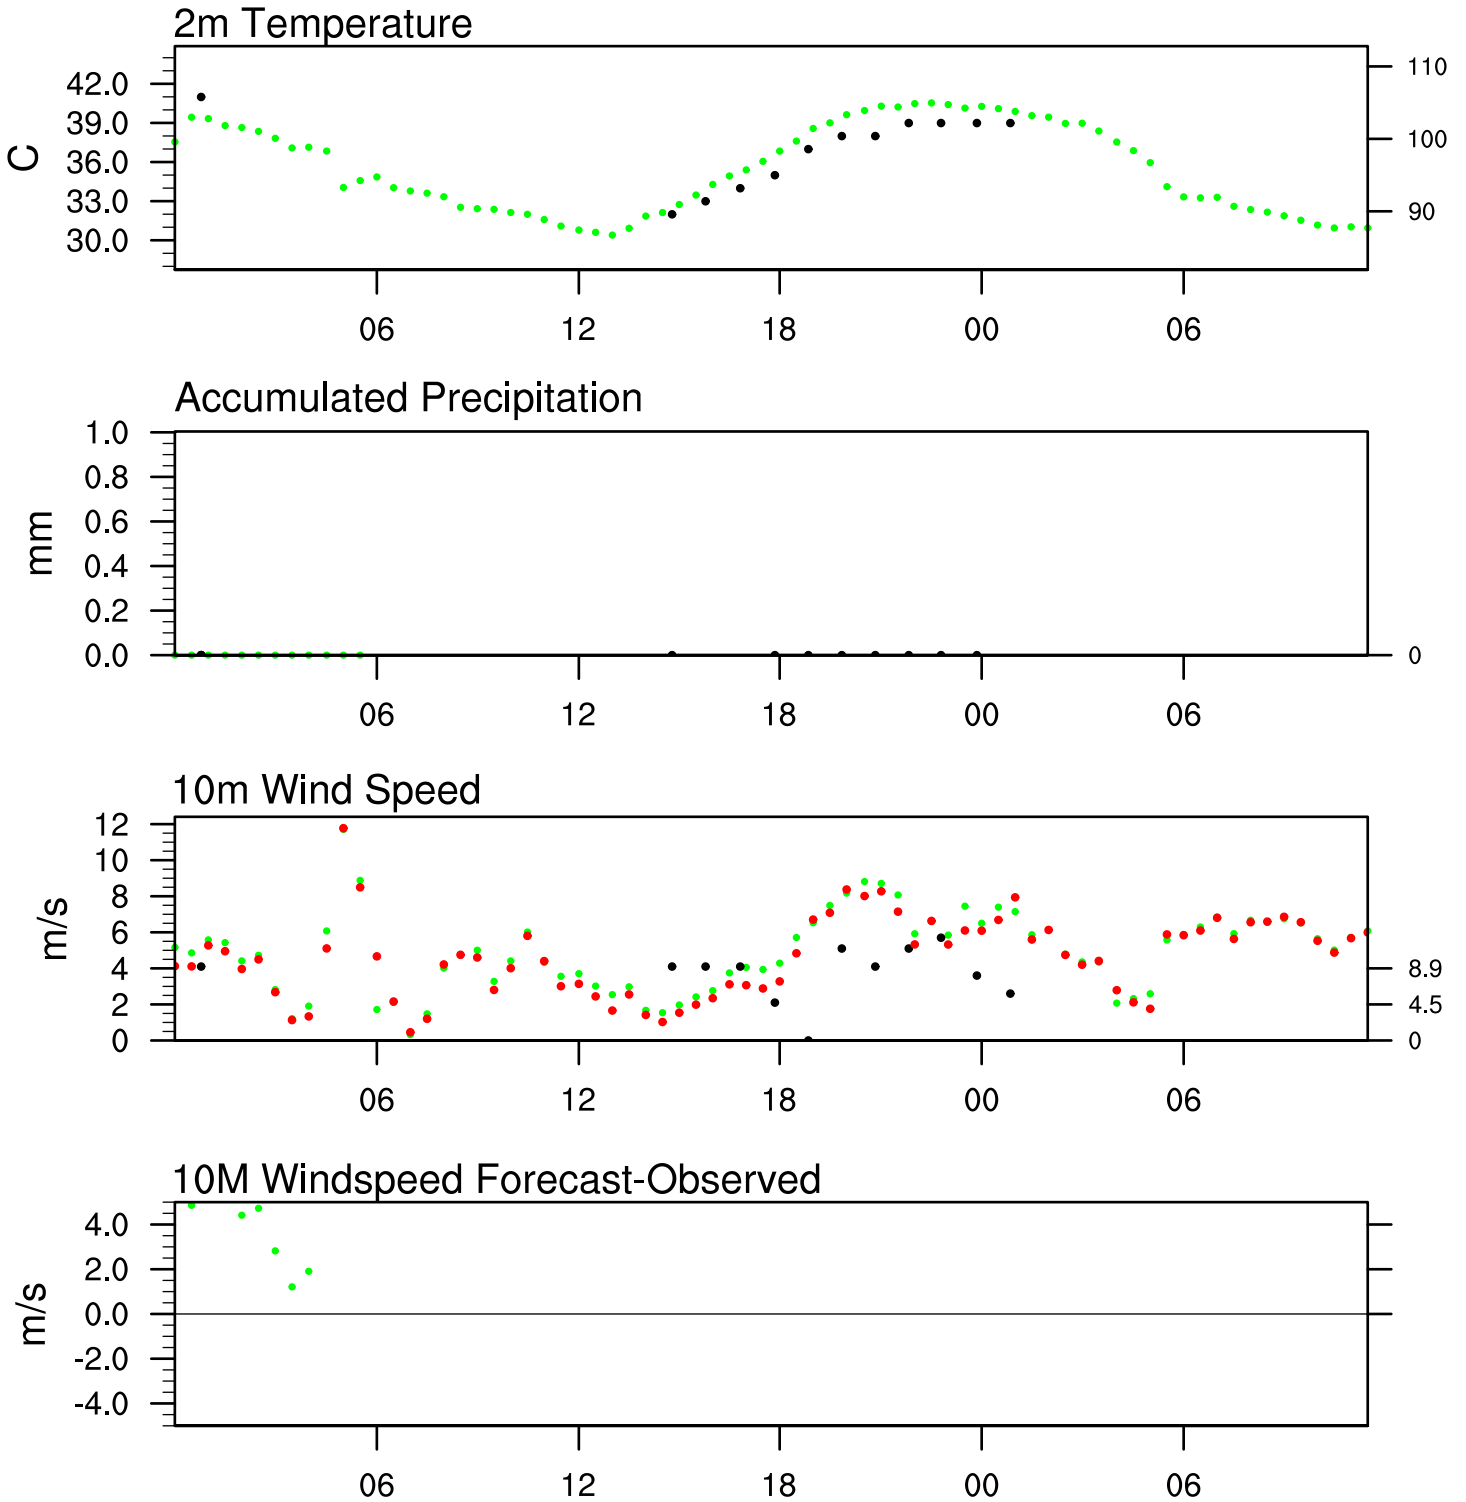 2m Temperature
C
42.0
39.0
36.0
33.0
30.0
110
100
90
06 12 18 00 06
Accumulated Precipitation
mm
1.0
0.8
0.6
0.4
0.2
0.0
0
06 12 18 00 06
10m Wind Speed
m/s
12
10
8
6
4
2
0
8.9
4.5
0
06 12 18 00 06
10M Windspeed Forecast-Observed
m/s
4.0
2.0
0.0
-2.0
-4.0
06 12 18 00 06